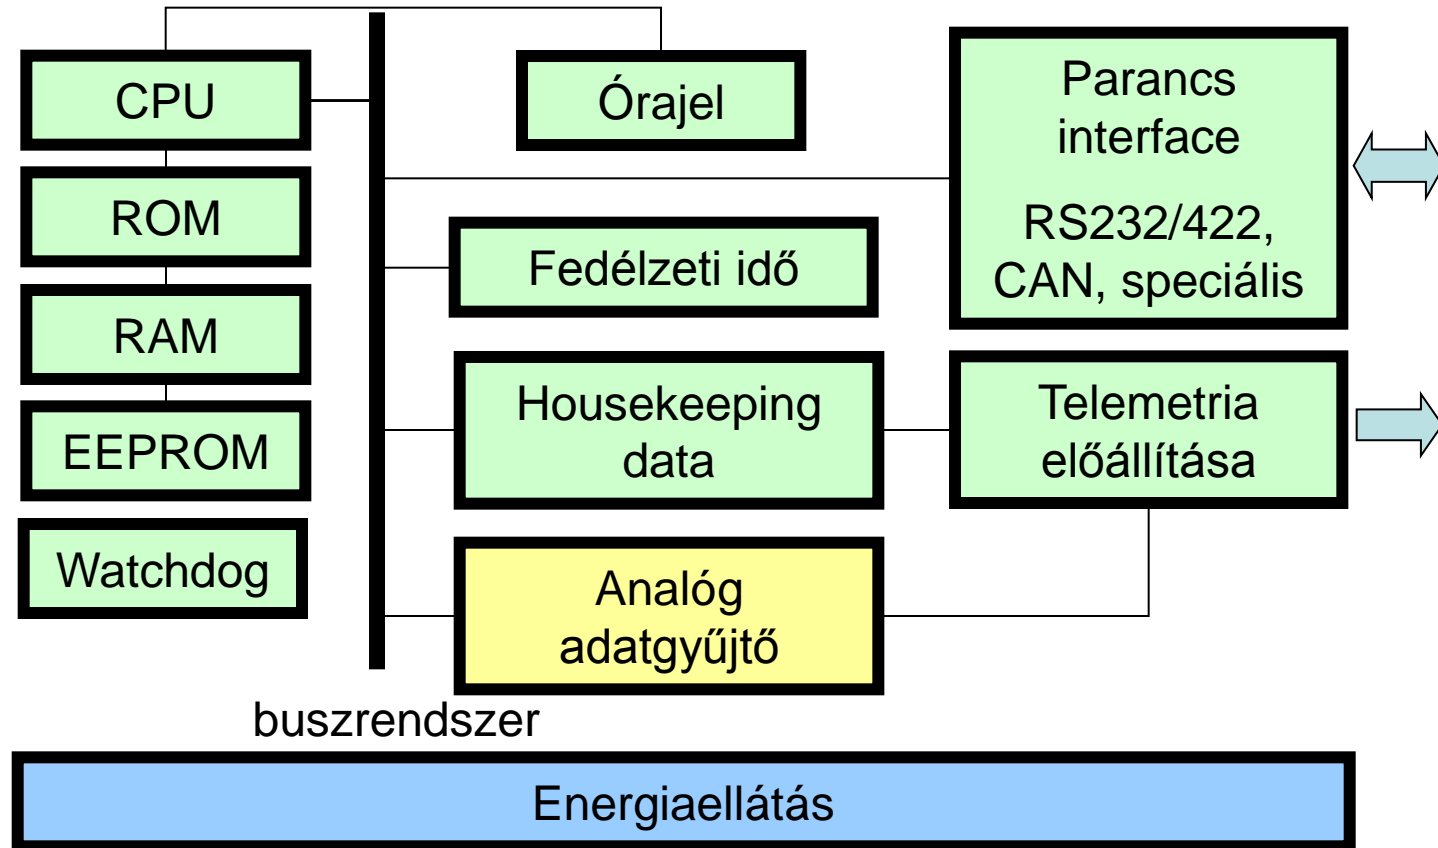 CPU
ROM
RAM
EEPROM
Watchdog
Órajel
Fedélzeti idő
Housekeeping
data
Analóg
adatgyűjtő
Parancs
interface
RS232/422,
CAN, speciális
Telemetria
előállítása
buszrendszer
Energiaellátás